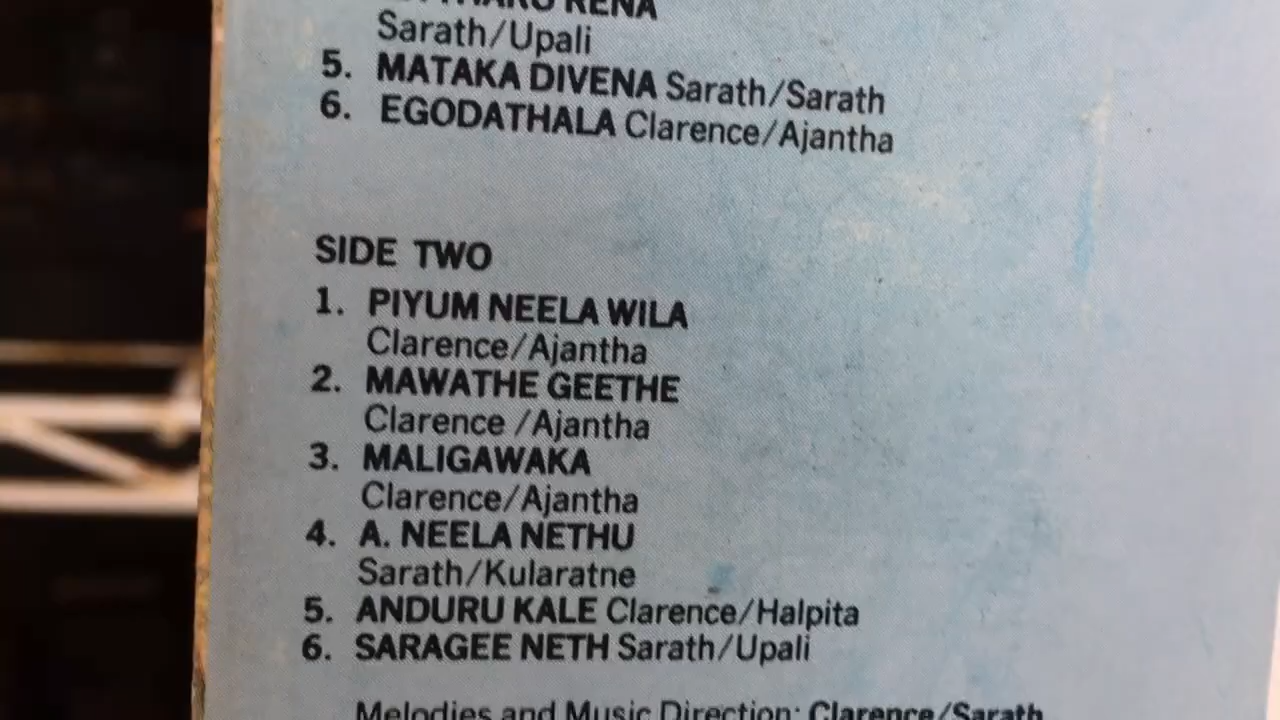 RENA
Sarath/Upali
5. MATAKA DIVENA Sarath/Sarath
6. EGODATHALA Clarence/Ajantha
SIDE TWO
1. PIYUM NEELA WILA
Clarence/Ajantha
2. MAWATHE GEETHE
Clarence /Ajantha
3. MALIGAWAKA
Clarence/Ajantha
4. A. NEELA NETHU
Sarath/Kularatne
5. ANDURU KALE Clarence/Halpita
6. SARAGEE NETH Sarath/Upali
Melodies and Music Direction: Clarence/Sarath